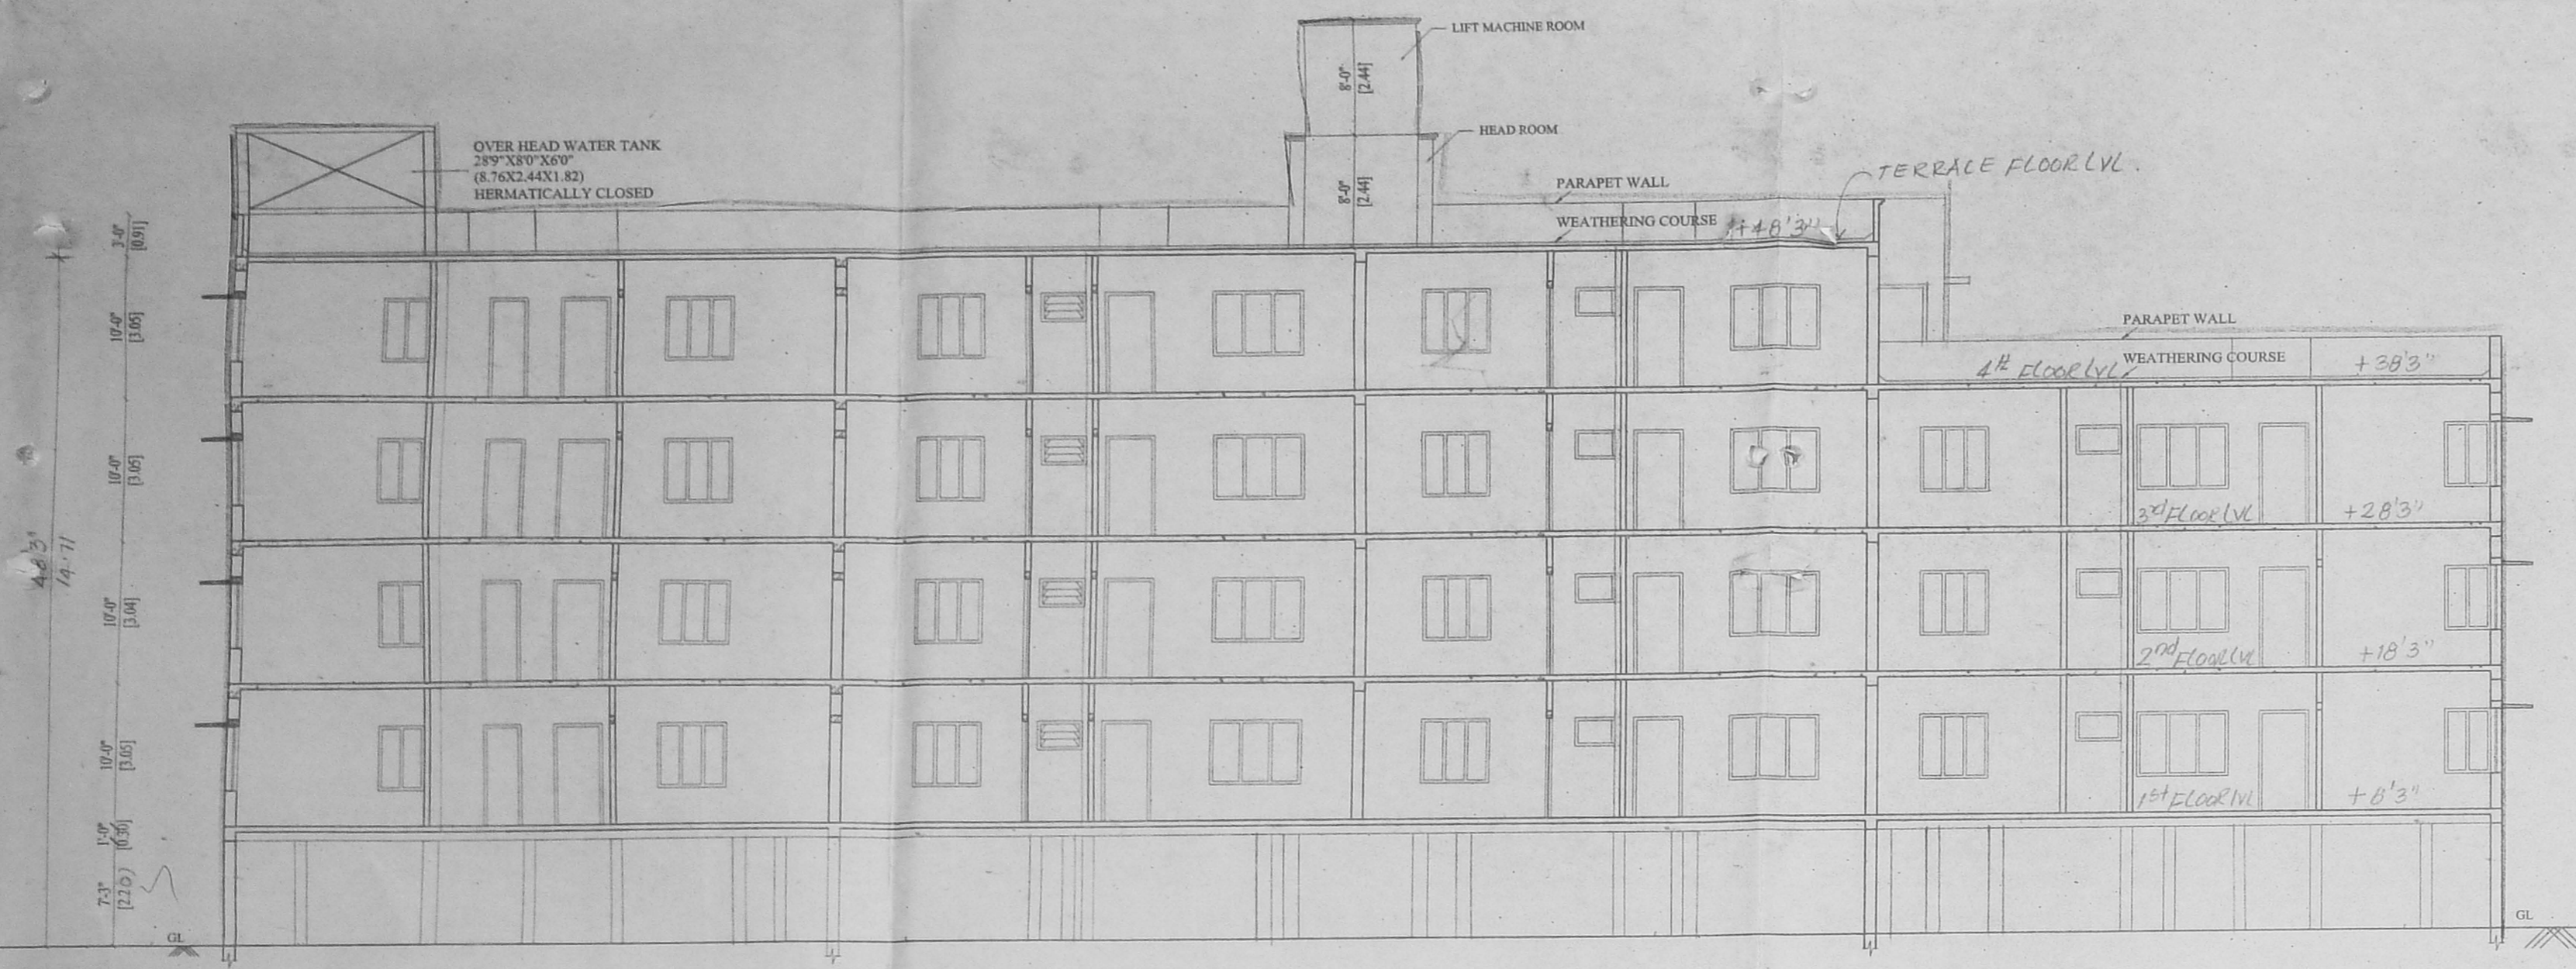 LIFT MACHINE ROOM
8'-0"
[2.44]
HEAD ROOM
8'-0"
[2.44]
OVER HEAD WATER TANK
28'9"X8'0"X6'0"
(8.76X2.44X1.82)
HERMATICALLY CLOSED
TERRACE FLOOR LVL.
PARAPET WALL
WEATHERING COURSE
+48'3"
3'-0"
[0.91]
10'-0"
[3.05]
PARAPET WALL
WEATHERING COURSE
4th FLOOR LVL
+38'3"
10'-0"
[3.05]
3rd FLOOR LVL
+28'3"
48'3"
14.71
10'-0"
[3.04]
2nd FLOOR LVL
+18'3"
10'-0"
[3.05]
1st FLOOR LVL
+8'3"
1'-0"
[0.30]
7'-3"
[2.20)
GL
GL